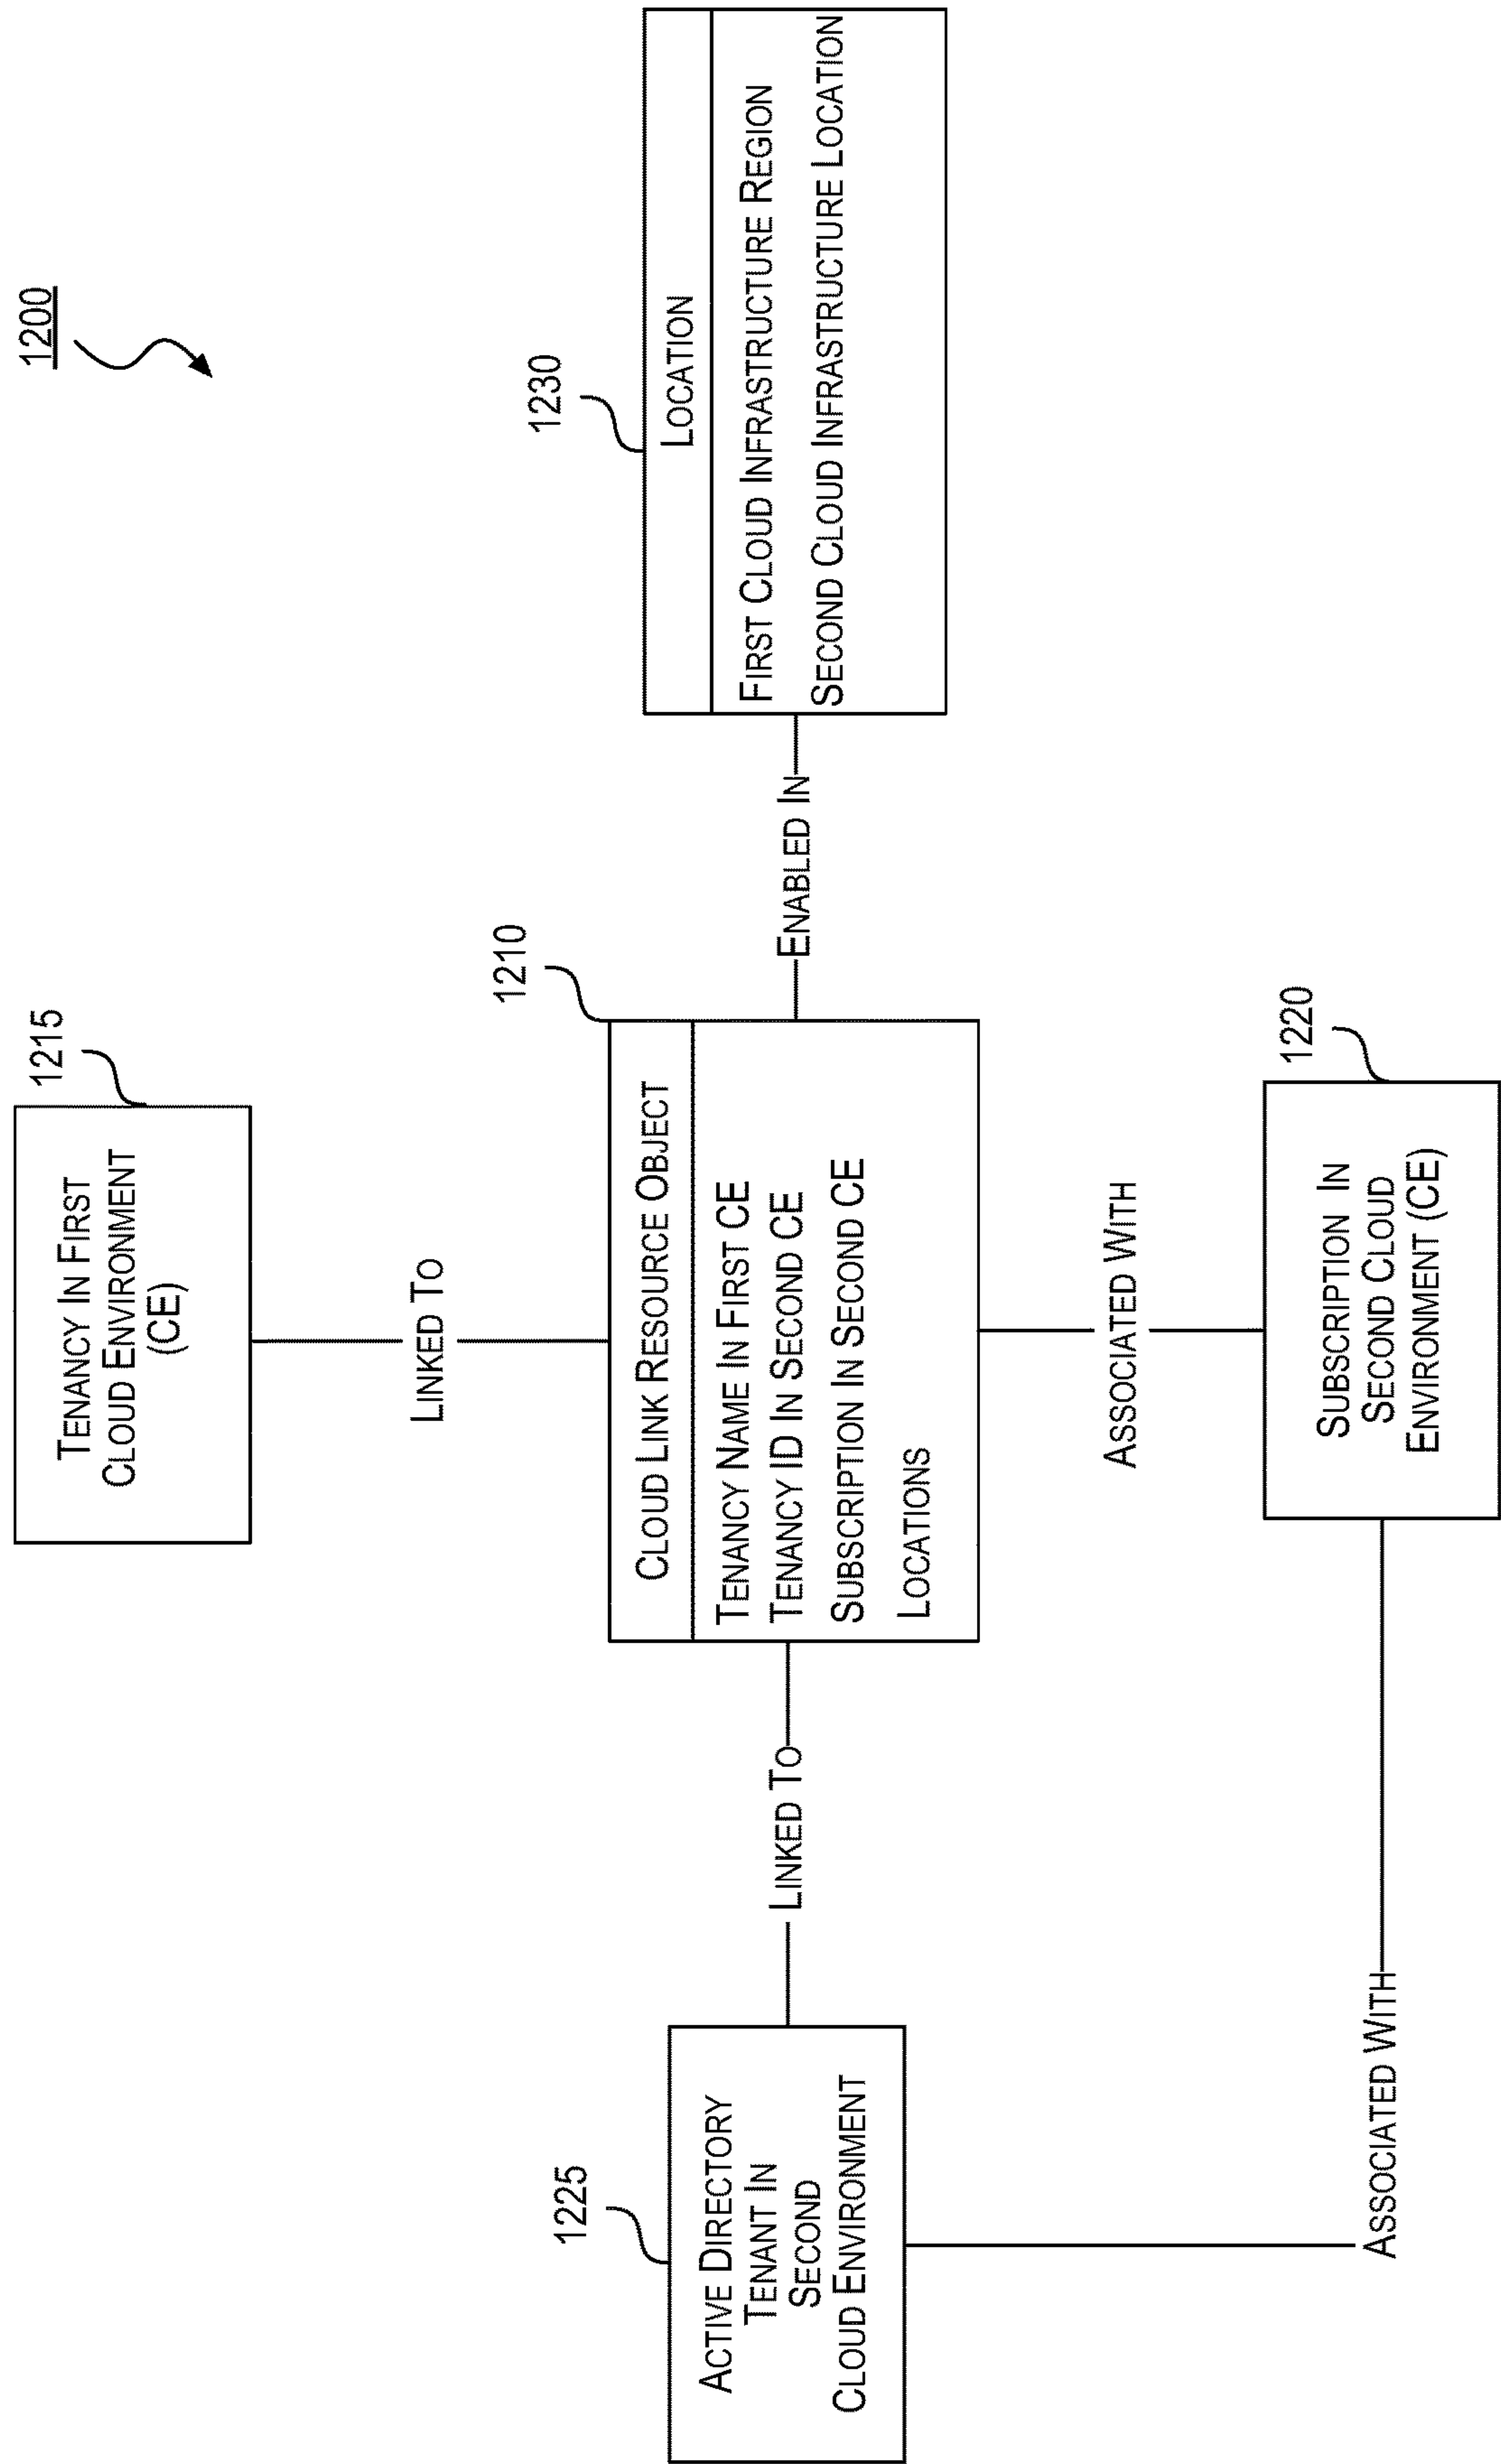 1200
1215
TENANCY IN FIRST
CLOUD ENVIRONMENT
(CE)
LINKED TO
1210
CLOUD LINK RESOURCE OBJECT
TENANCY NAME IN FIRST CE
TENANCY ID IN SECOND CE
SUBSCRIPTION IN SECOND CE
LOCATIONS
1225
ACTIVE DIRECTORY
TENANT IN
SECOND
CLOUD ENVIRONMENT
LINKED TO
ENABLED IN
1230
LOCATION
FIRST CLOUD INFRASTRUCTURE REGION
SECOND CLOUD INFRASTRUCTURE LOCATION
ASSOCIATED WITH
1220
SUBSCRIPTION IN
SECOND CLOUD
ENVIRONMENT (CE)
ASSOCIATED WITH